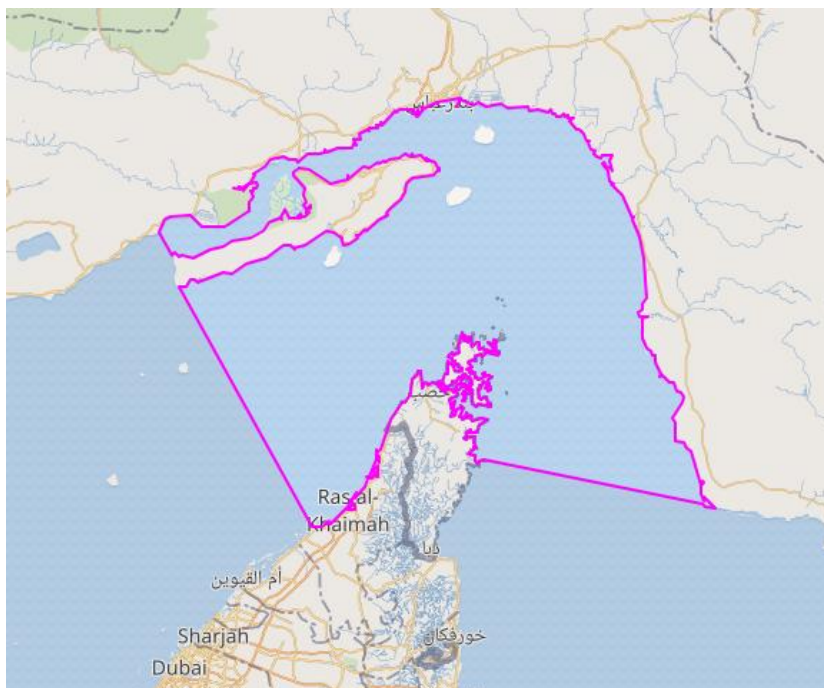 بندرعباس
خصب
Ras al-
Khaimah
دبا
أم القيوين
Sharjah
خورفكان
Dubai